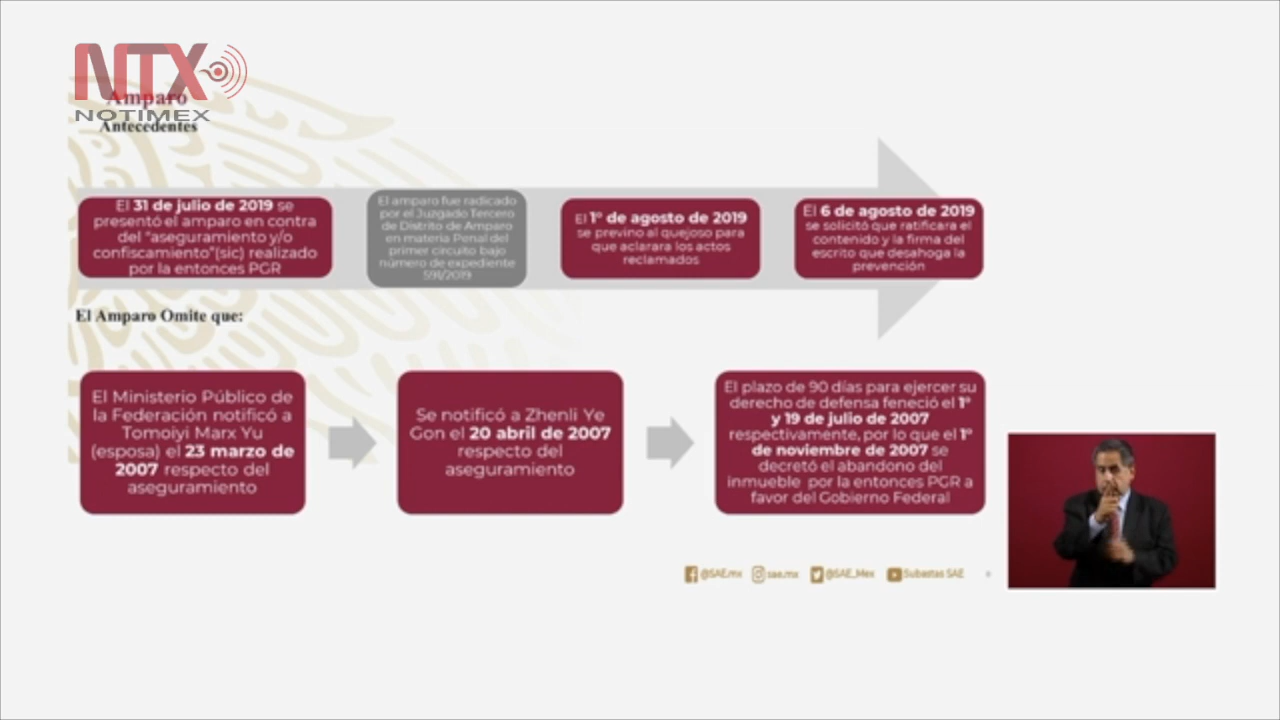 NTX
NOTIMEX
Amparo
Antecedentes
El 31 de julio de 2019 se
presentó el amparo en contra
del "aseguramiento y/o
confiscamiento"(sic) realizado
por la entonces PGR
El amparo fue radicado
por el Juzgado Tercero
de Distrito de Amparo
en materia Penal del
primer circuito bajo
número de expediente
591/2019
El 1° de agosto de 2019
se previno al quejoso para
que aclarara los actos
reclamados
El 6 de agosto de 2019
se solicitó que ratificara el
contenido y la firma del
escrito que desahoga la
prevención
El Amparo Omite que:
El Ministerio Público de
la Federación notificó a
Tomoiyi Marx Yu
(esposa) el 23 marzo de
2007 respecto del
aseguramiento
Se notificó a Zhenli Ye
Gon el 20 abril de 2007
respecto del
aseguramiento
El plazo de 90 días para ejercer su
derecho de defensa feneció el 1°
y 19 de julio de 2007
respectivamente, por lo que el 1°
de noviembre de 2007 se
decretó el abandono del
inmueble por la entonces PGR a
favor del Gobierno Federal
@SAE.mx sae.mx @SAE_Mex Subastas SAE